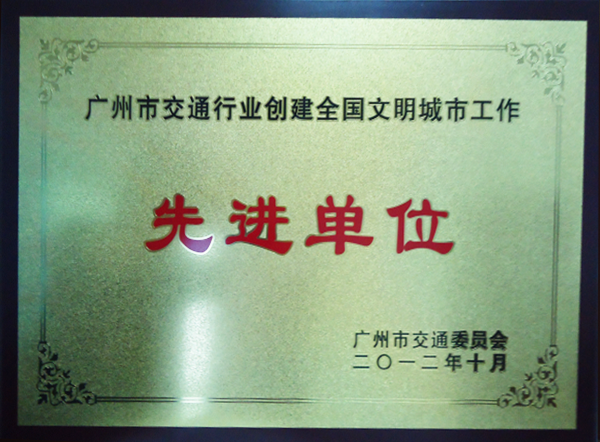 广州市交通行业创建全国文明城市工作
先进单位
广州市交通委员会
二〇一二年十月